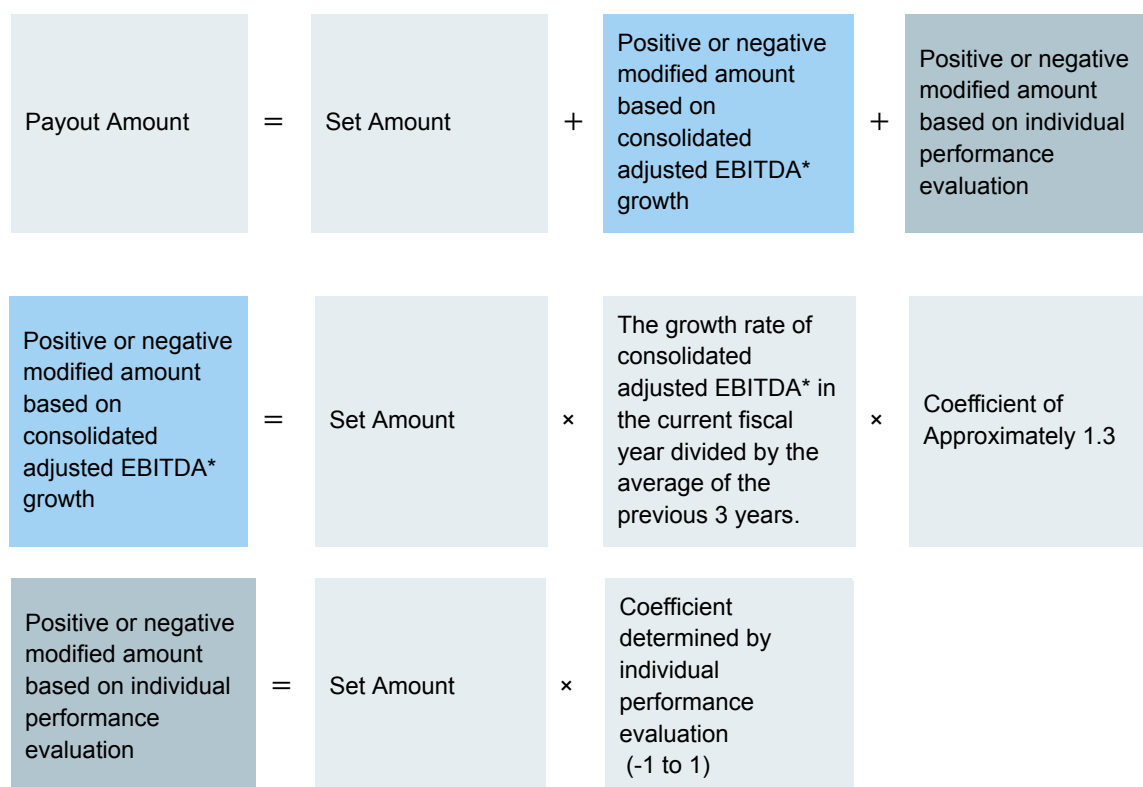 Payout Amount
=
Set Amount
+
Positive or negative
modified amount
based on
consolidated
adjusted EBITDA*
growth
+
Positive or negative
modified amount
based on individual
performance
evaluation
Positive or negative
modified amount
based on
consolidated
adjusted EBITDA*
growth
=
Set Amount
×
The growth rate of
consolidated
adjusted EBITDA* in
the current fiscal
year divided by the
average of the
previous 3 years.
×
Coefficient of
Approximately 1.3
Positive or negative
modified amount
based on individual
performance
evaluation
=
Set Amount
×
Coefficient
determined by
individual
performance
evaluation
(-1 to 1)